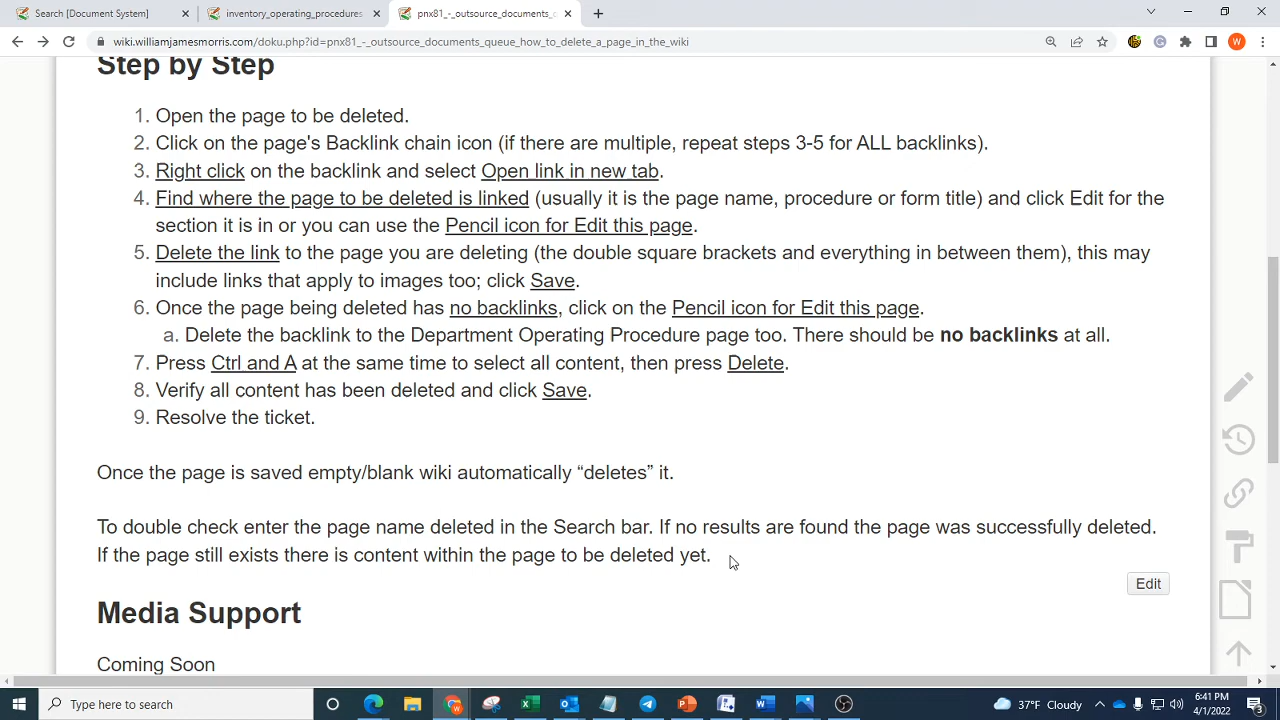 Search [Document System]
inventory_operating_procedures
pnx81_-_outsource_documents_
wiki.williamjamesmorris.com/doku.php?id=pnx81_-_outsource_documents_queue_how_to_delete_a_page_in_the_wiki
W
Step by Step
1. Open the page to be deleted.
2. Click on the page's Backlink chain icon (if there are multiple, repeat steps 3-5 for ALL backlinks).
3. Right click on the backlink and select Open link in new tab.
4. Find where the page to be deleted is linked (usually it is the page name, procedure or form title) and click Edit for the
section it is in or you can use the Pencil icon for Edit this page.
5. Delete the link to the page you are deleting (the double square brackets and everything in between them), this may
include links that apply to images too; click Save.
6. Once the page being deleted has no backlinks, click on the Pencil icon for Edit this page.
a. Delete the backlink to the Department Operating Procedure page too. There should be no backlinks at all.
7. Press Ctrl and A at the same time to select all content, then press Delete.
8. Verify all content has been deleted and click Save.
9. Resolve the ticket.
Once the page is saved empty/blank wiki automatically “deletes” it.
To double check enter the page name deleted in the Search bar. If no results are found the page was successfully deleted.
If the page still exists there is content within the page to be deleted yet.
Edit
Media Support
Coming Soon
Type here to search
37°F Cloudy
6:41 PM
4/1/2022
3